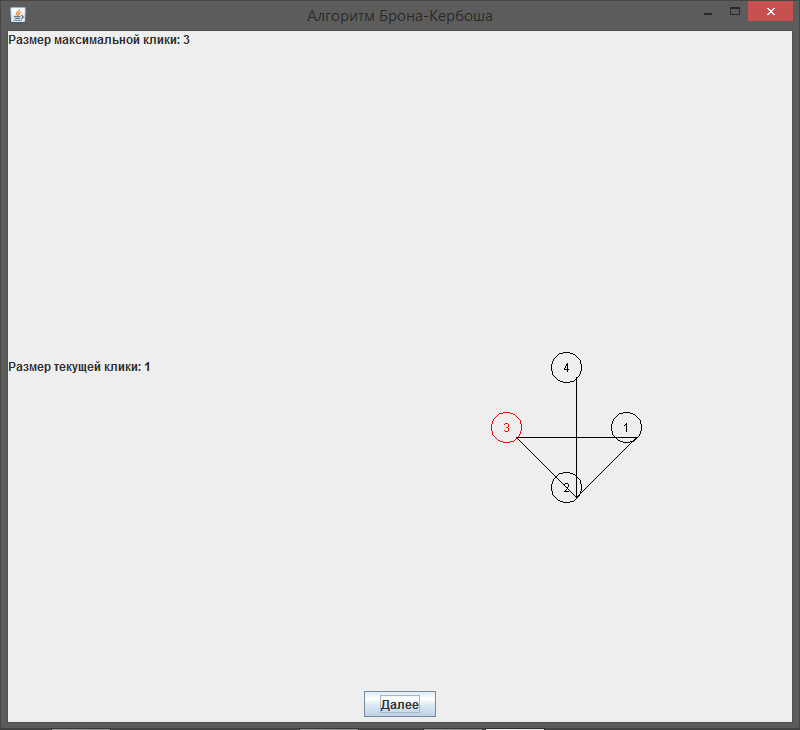 Алгоритм Брона-Кербоша
Размер максимальной клики: 3
Размер текущей клики: 1
4
3
1
2
Далее